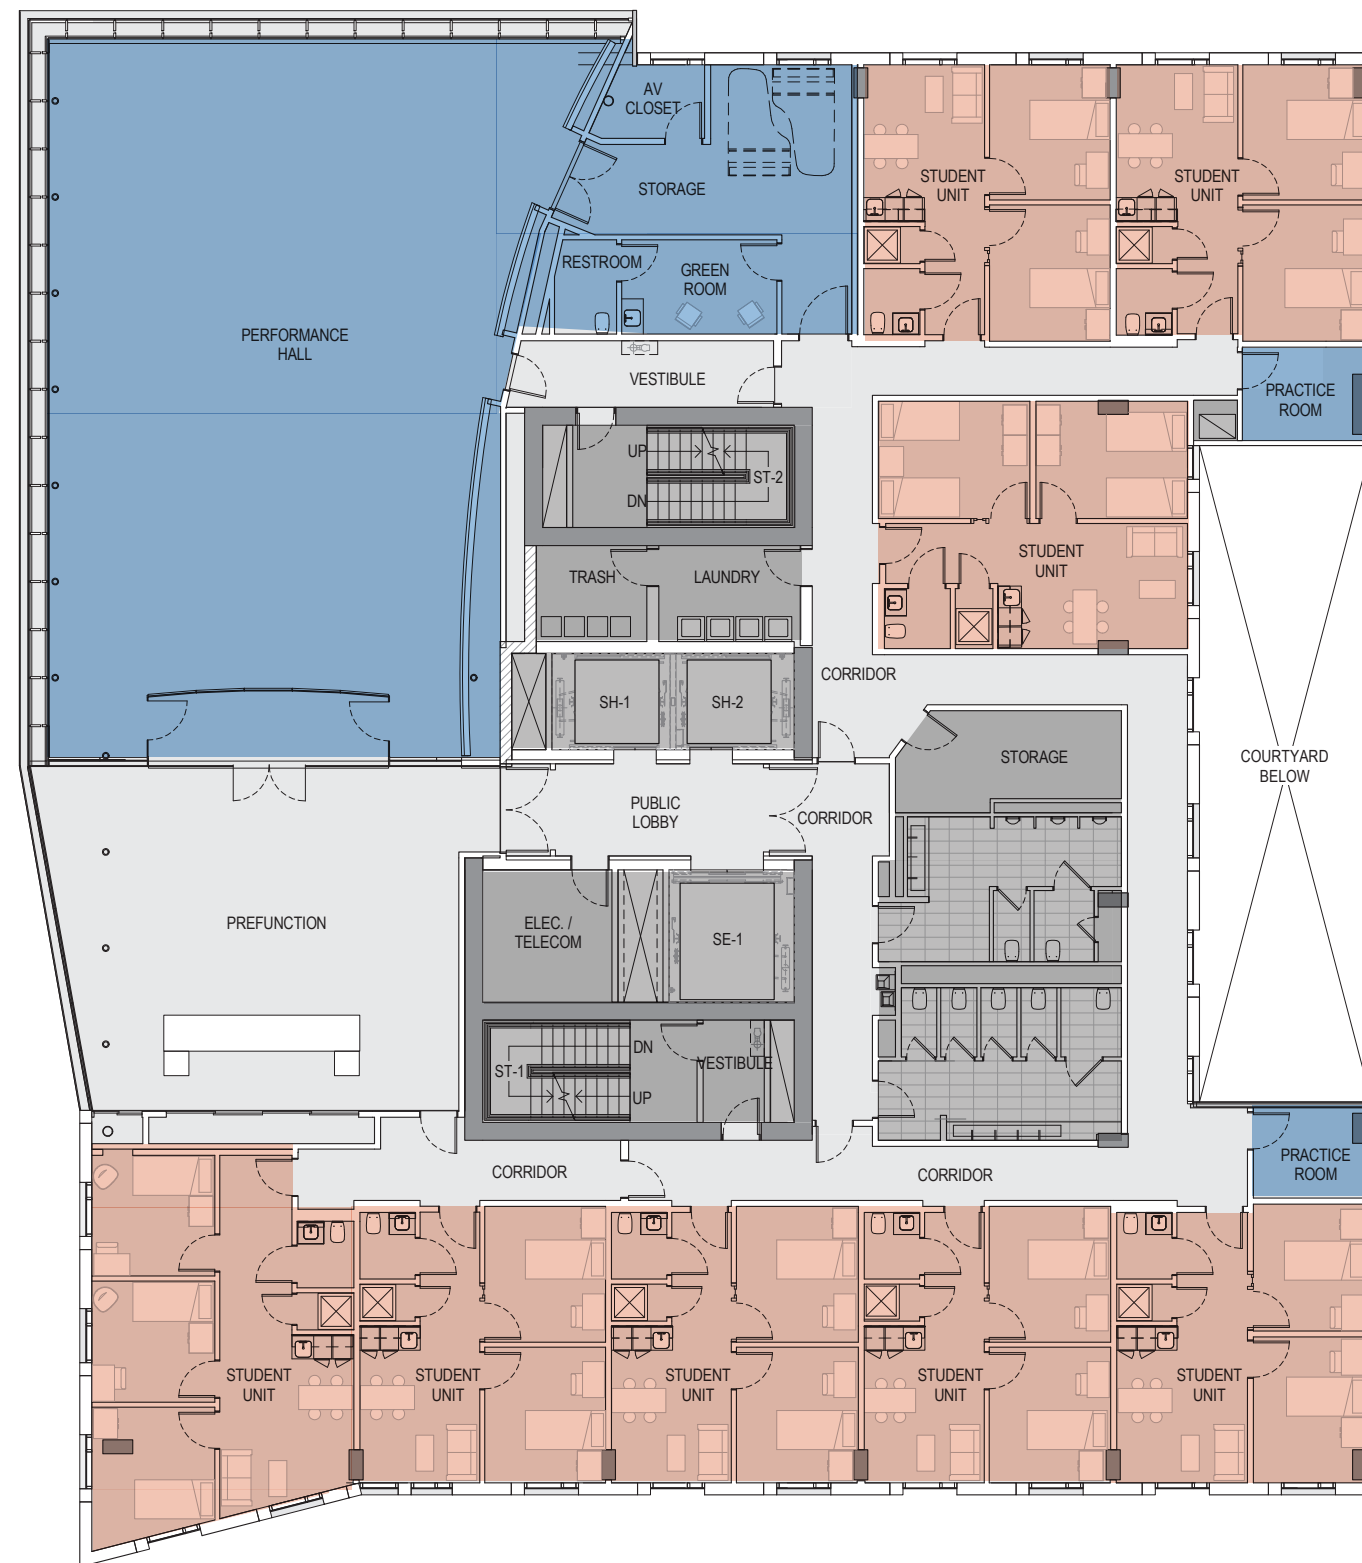 AV
CLOSET
STORAGE
RESTROOM
GREEN
ROOM
STUDENT
UNIT
STUDENT
UNIT
PERFORMANCE
HALL
VESTIBULE
PRACTICE
ROOM
UP
ST-2
DN
TRASH
LAUNDRY
STUDENT
UNIT
SH-1
SH-2
CORRIDOR
STORAGE
COURTYARD
BELOW
PUBLIC
LOBBY
CORRIDOR
PREFUNCTION
ELEC. /
TELECOM
SE-1
DN
ST-1
VESTIBULE
UP
CORRIDOR
CORRIDOR
PRACTICE
ROOM
STUDENT
UNIT
STUDENT
UNIT
STUDENT
UNIT
STUDENT
UNIT
STUDENT
UNIT